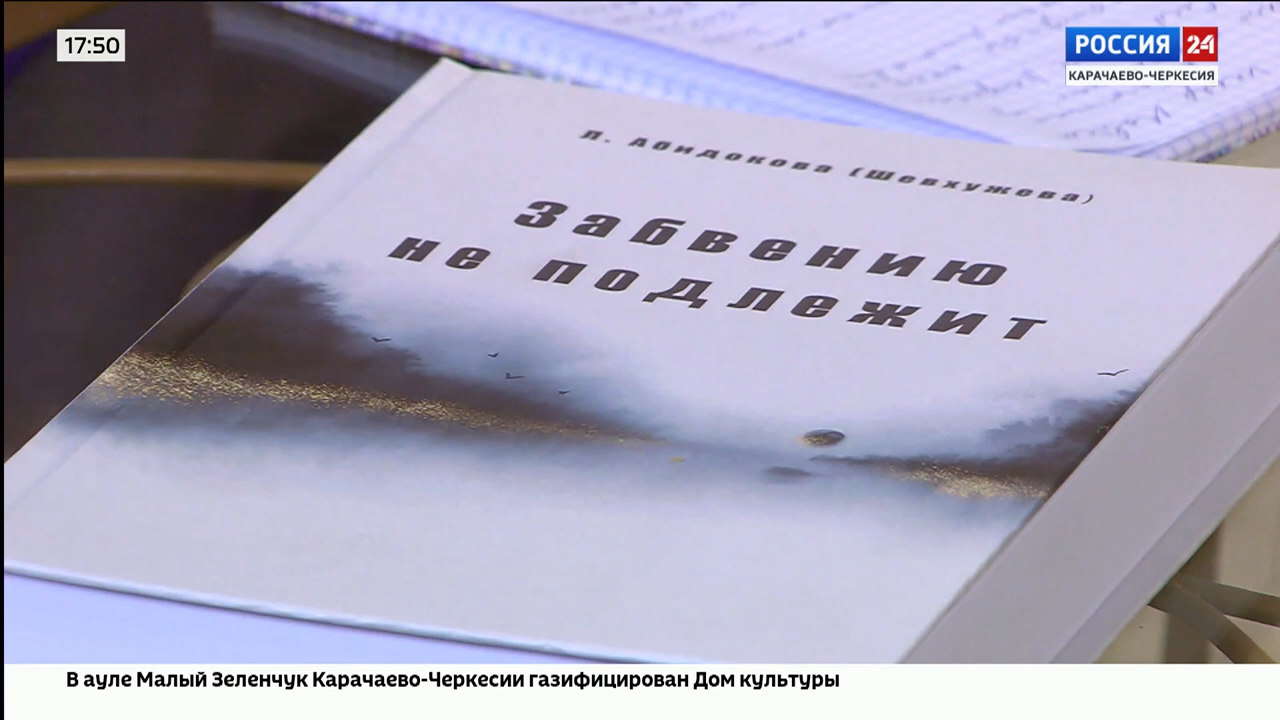 17:50
РОССИЯ 24
КАРАЧАЕВО-ЧЕРКЕСИЯ
Л. Абидокова (Шевхужева)
Забвению
не подлежит
В ауле Малый Зеленчук Карачаево-Черкесии газифицирован Дом культуры